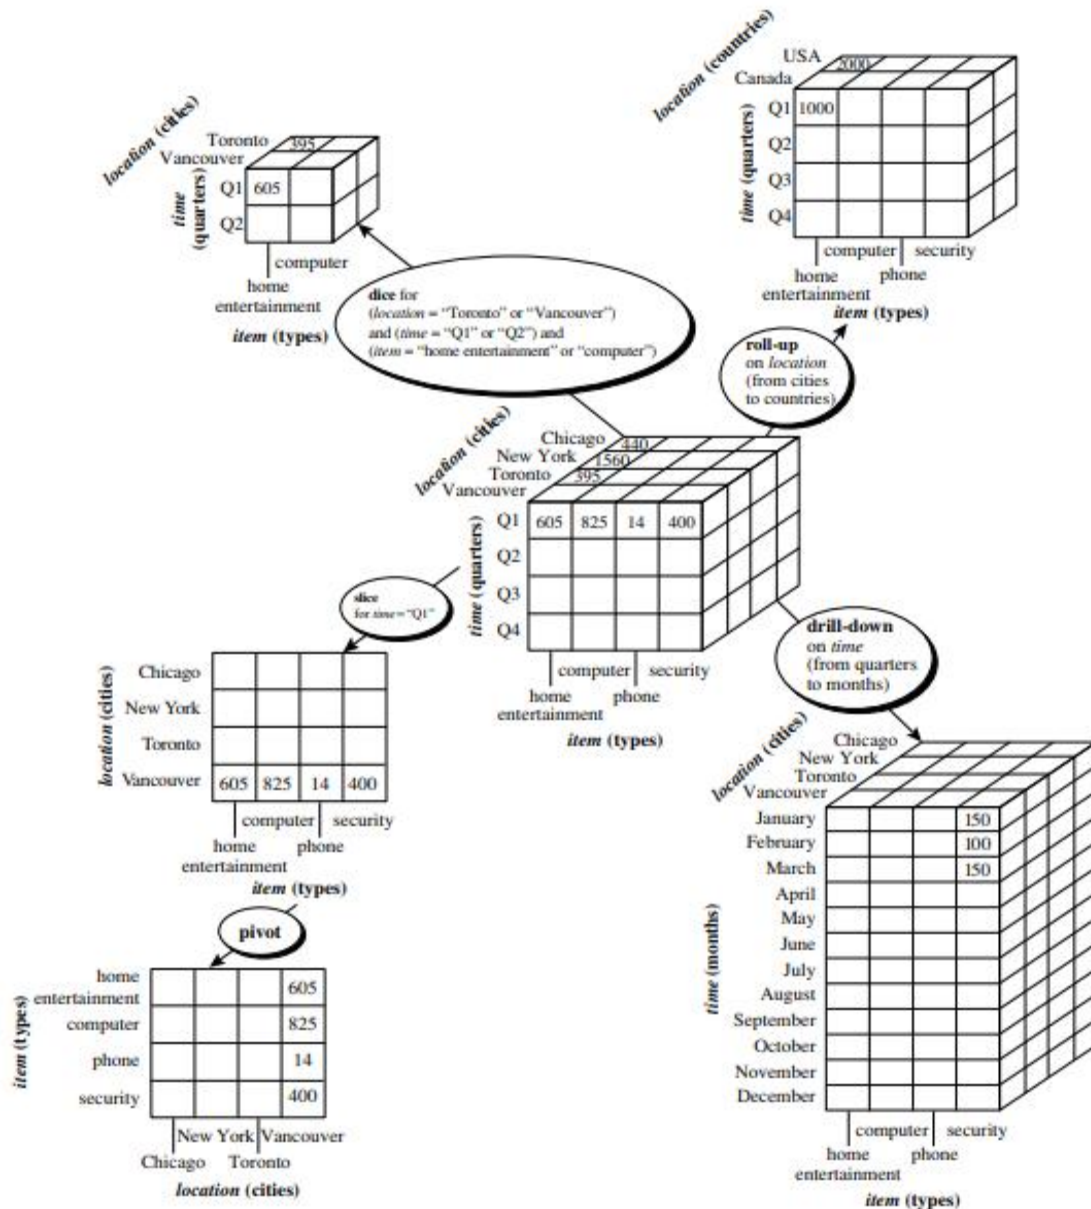 location (countries)
USA
2000
Canada
time (quarters)
Q1 1000
Q2
Q3
Q4
computer security
home phone
entertainment
item (types)
location (cities)
Toronto
395
Vancouver
time
(quarters)
Q1 605
Q2
computer
home
entertainment
item (types)
dice for
(location = “Toronto” or “Vancouver”)
and (time = “Q1” or “Q2”) and
(item = “home entertainment” or “computer”)
roll-up
on location
(from cities
to countries)
location (cities)
Chicago 440
New York 1560
Toronto 395
Vancouver
time (quarters)
Q1 605 825 14 400
Q2
Q3
Q4
computer security
home phone
entertainment
item (types)
slice
for time = “Q1”
drill-down
on time
(from quarters
to months)
location (cities)
Chicago
New York
Toronto
Vancouver 605 825 14 400
computer security
home phone
entertainment
item (types)
pivot
item (types)
home
entertainment 605
computer 825
phone 14
security 400
New York Vancouver
Chicago Toronto
location (cities)
location (cities)
Chicago
New York
Toronto
Vancouver
time (months)
January 150
February 100
March 150
April
May
June
July
August
September
October
November
December
computer security
home phone
entertainment
item (types)